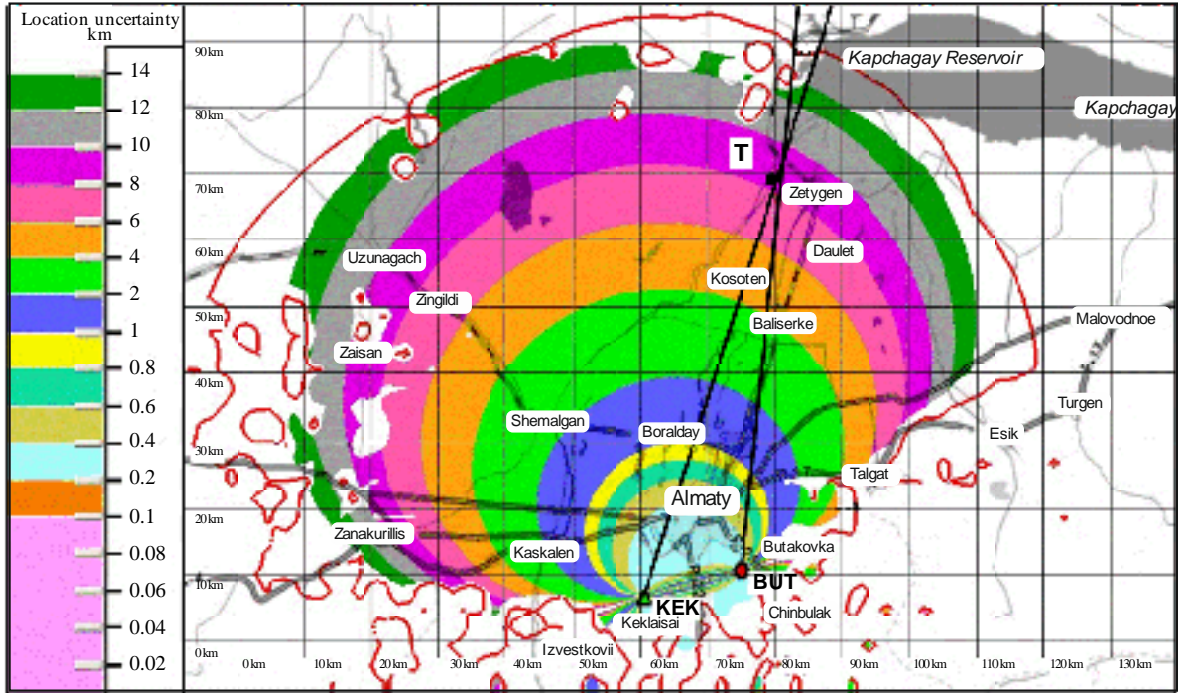 Location uncertainty
km
14
12
10
8
6
4
2
1
0.8
0.6
0.4
0.2
0.1
0.08
0.06
0.04
0.02
90km
80km
70km
60km
50km
40km
30km
20km
10km
0km
0km
10km
20km
30km
40km
50km
60km
70km
80km
90km
100km
110km
120km
130km
Kapchagay Reservoir
Kapchagay
T
Zetygen
Daulet
Uzunagach
Kosoten
Zingildi
Baliserke
Malovodnoe
Zaisan
Turgen
Shemalgan
Boralday
Esik
Talgat
Almaty
Zanakurillis
Kaskalen
Butakovka
BUT
KEK
Chinbulak
Keklaisai
Izvestkovii